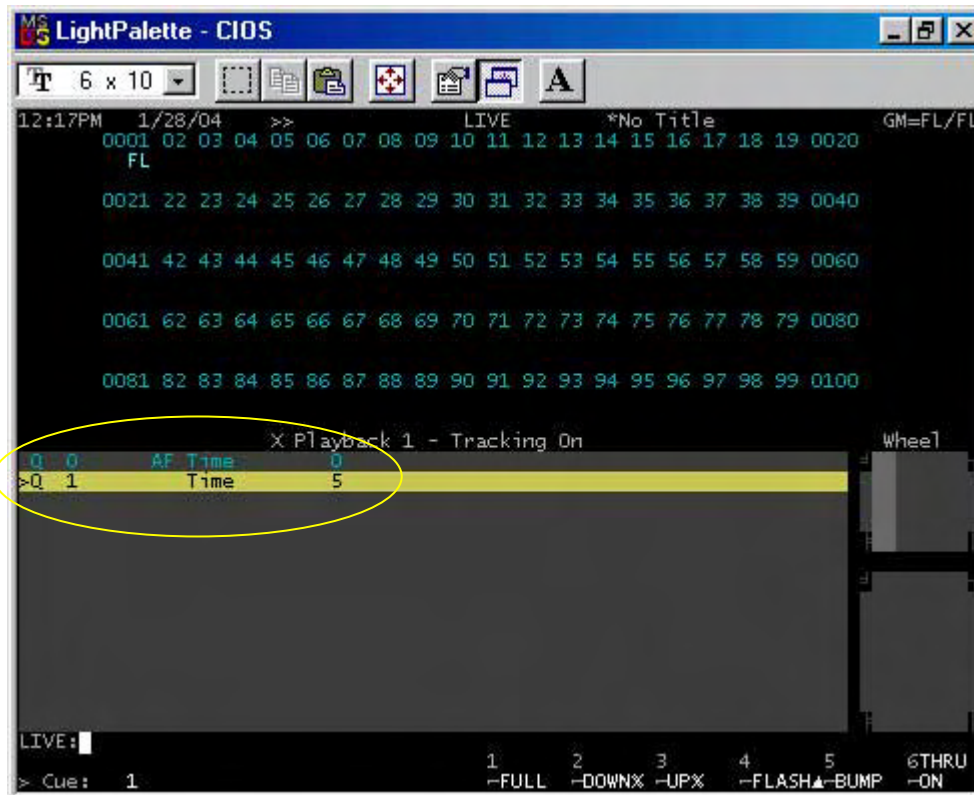 MS DOS LightPalette - CIOS
6 x 10 A
12:17PM 1/28/04 >> LIVE *No Title GM=FL/FL
0001 02 03 04 05 06 07 08 09 10 11 12 13 14 15 16 17 18 19 0020
FL
0021 22 23 24 25 26 27 28 29 30 31 32 33 34 35 36 37 38 39 0040
0041 42 43 44 45 46 47 48 49 50 51 52 53 54 55 56 57 58 59 0060
0061 62 63 64 65 66 67 68 69 70 71 72 73 74 75 76 77 78 79 0080
0081 82 83 84 85 86 87 88 89 90 91 92 93 94 95 96 97 98 99 0100
X Playback 1 - Tracking On Wheel
Q 0 AF Time 0
>Q 1 Time 5
LIVE:
1 2 3 4 5 6THRU
> Cue: 1 FULL DOWN% UP% FLASH▲ BUMP ON